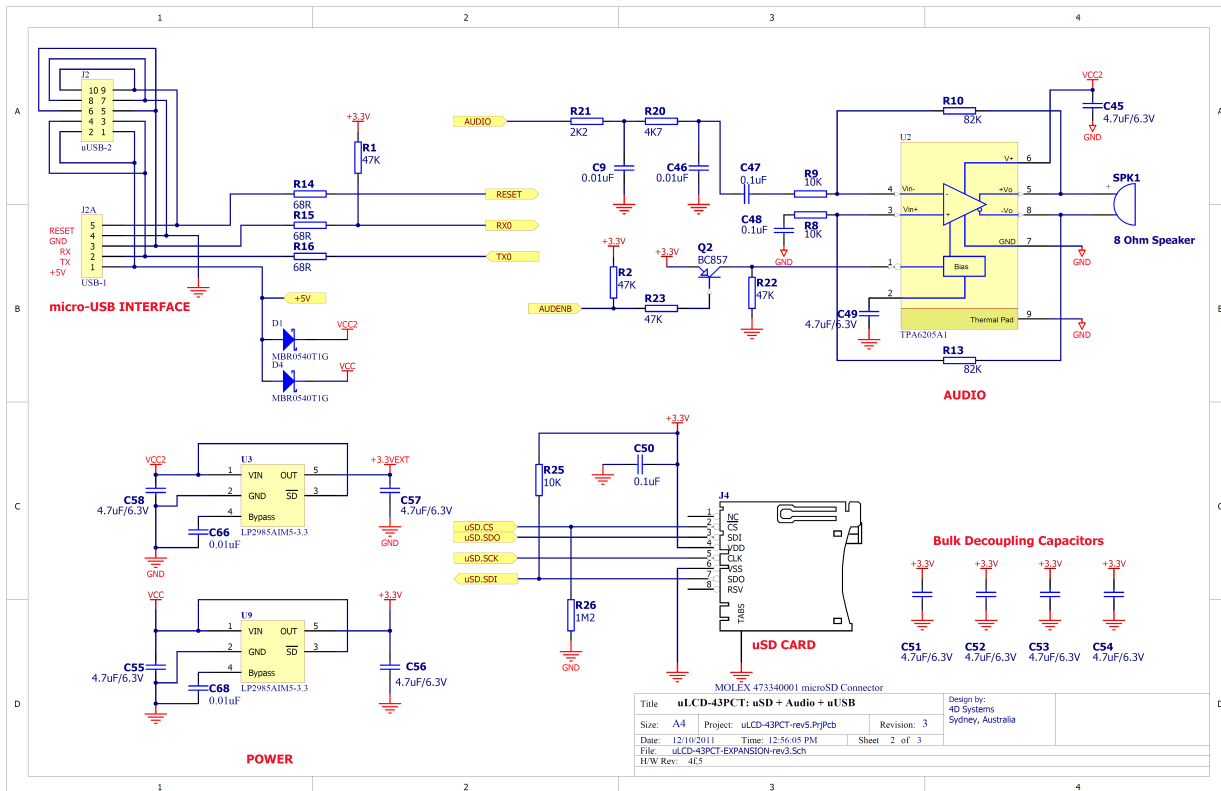 1 2 3 4
A
A
B
B
C
C
D
D
J2
10 9
8 7
6 5
4 3
2 1
uUSB-2
J2A
5
4
3
2
1
USB-1
RESET
GND
RX
TX
+5V
micro-USB INTERFACE
R14
68R
R15
68R
R16
68R
+3.3V
R1
47K
RESET
RX0
TX0
+5V
D1
MBR0540T1G
VCC2
D4
MBR0540T1G
VCC
AUDIO
R21
2K2
R20
4K7
C9
0.01uF
C46
0.01uF
C47
0.1uF
R9
10K
C48
0.1uF
R8
10K
GND
R10
82K
VCC2
C45
4.7uF/6.3V
GND
U2
V+ 6
4 Vin-
3 Vin+
+Vo 5
-Vo 8
GND 7
1
Bias
2
Thermal Pad 9
TPA6205A1
GND
GND
SPK1
+
8 Ohm Speaker
+3.3V
R2
47K
AUDENB
R23
47K
+3.3V
Q2
BC857
R22
47K
C49
4.7uF/6.3V
R13
82K
AUDIO
VCC2
C58
4.7uF/6.3V
GND
U3
1 VIN OUT 5
2 GND SD 3
4 Bypass
LP2985AIM5-3.3
C66
0.01uF
+3.3VEXT
C57
4.7uF/6.3V
GND
VCC
C55
4.7uF/6.3V
U9
1 VIN OUT 5
2 GND SD 3
4 Bypass
LP2985AIM5-3.3
C68
0.01uF
+3.3V
C56
4.7uF/6.3V
POWER
+3.3V
C50
0.1uF
R25
10K
uSD.CS
uSD.SDO
uSD.SCK
uSD.SDI
R26
1M2
GND
J4
1 NC
2 CS
3 SDI
4 VDD
5 CLK
6 VSS
7 SDO
8 RSV
TABS
uSD CARD
MOLEX 473340001 microSD Connector
Bulk Decoupling Capacitors
+3.3V +3.3V +3.3V +3.3V
C51 C52 C53 C54
4.7uF/6.3V 4.7uF/6.3V 4.7uF/6.3V 4.7uF/6.3V
Title uLCD-43PCT: uSD + Audio + uUSB
Size: A4 Project: uLCD-43PCT-rev5.PrjPcb Revision: 3
Date: 12/10/2011 Time: 12:56:05 PM Sheet 2 of 3
File: uLCD-43PCT-EXPANSION-rev3.Sch
H/W Rev: 4f,5
Design by:
4D Systems
Sydney, Australia
1 2 3 4